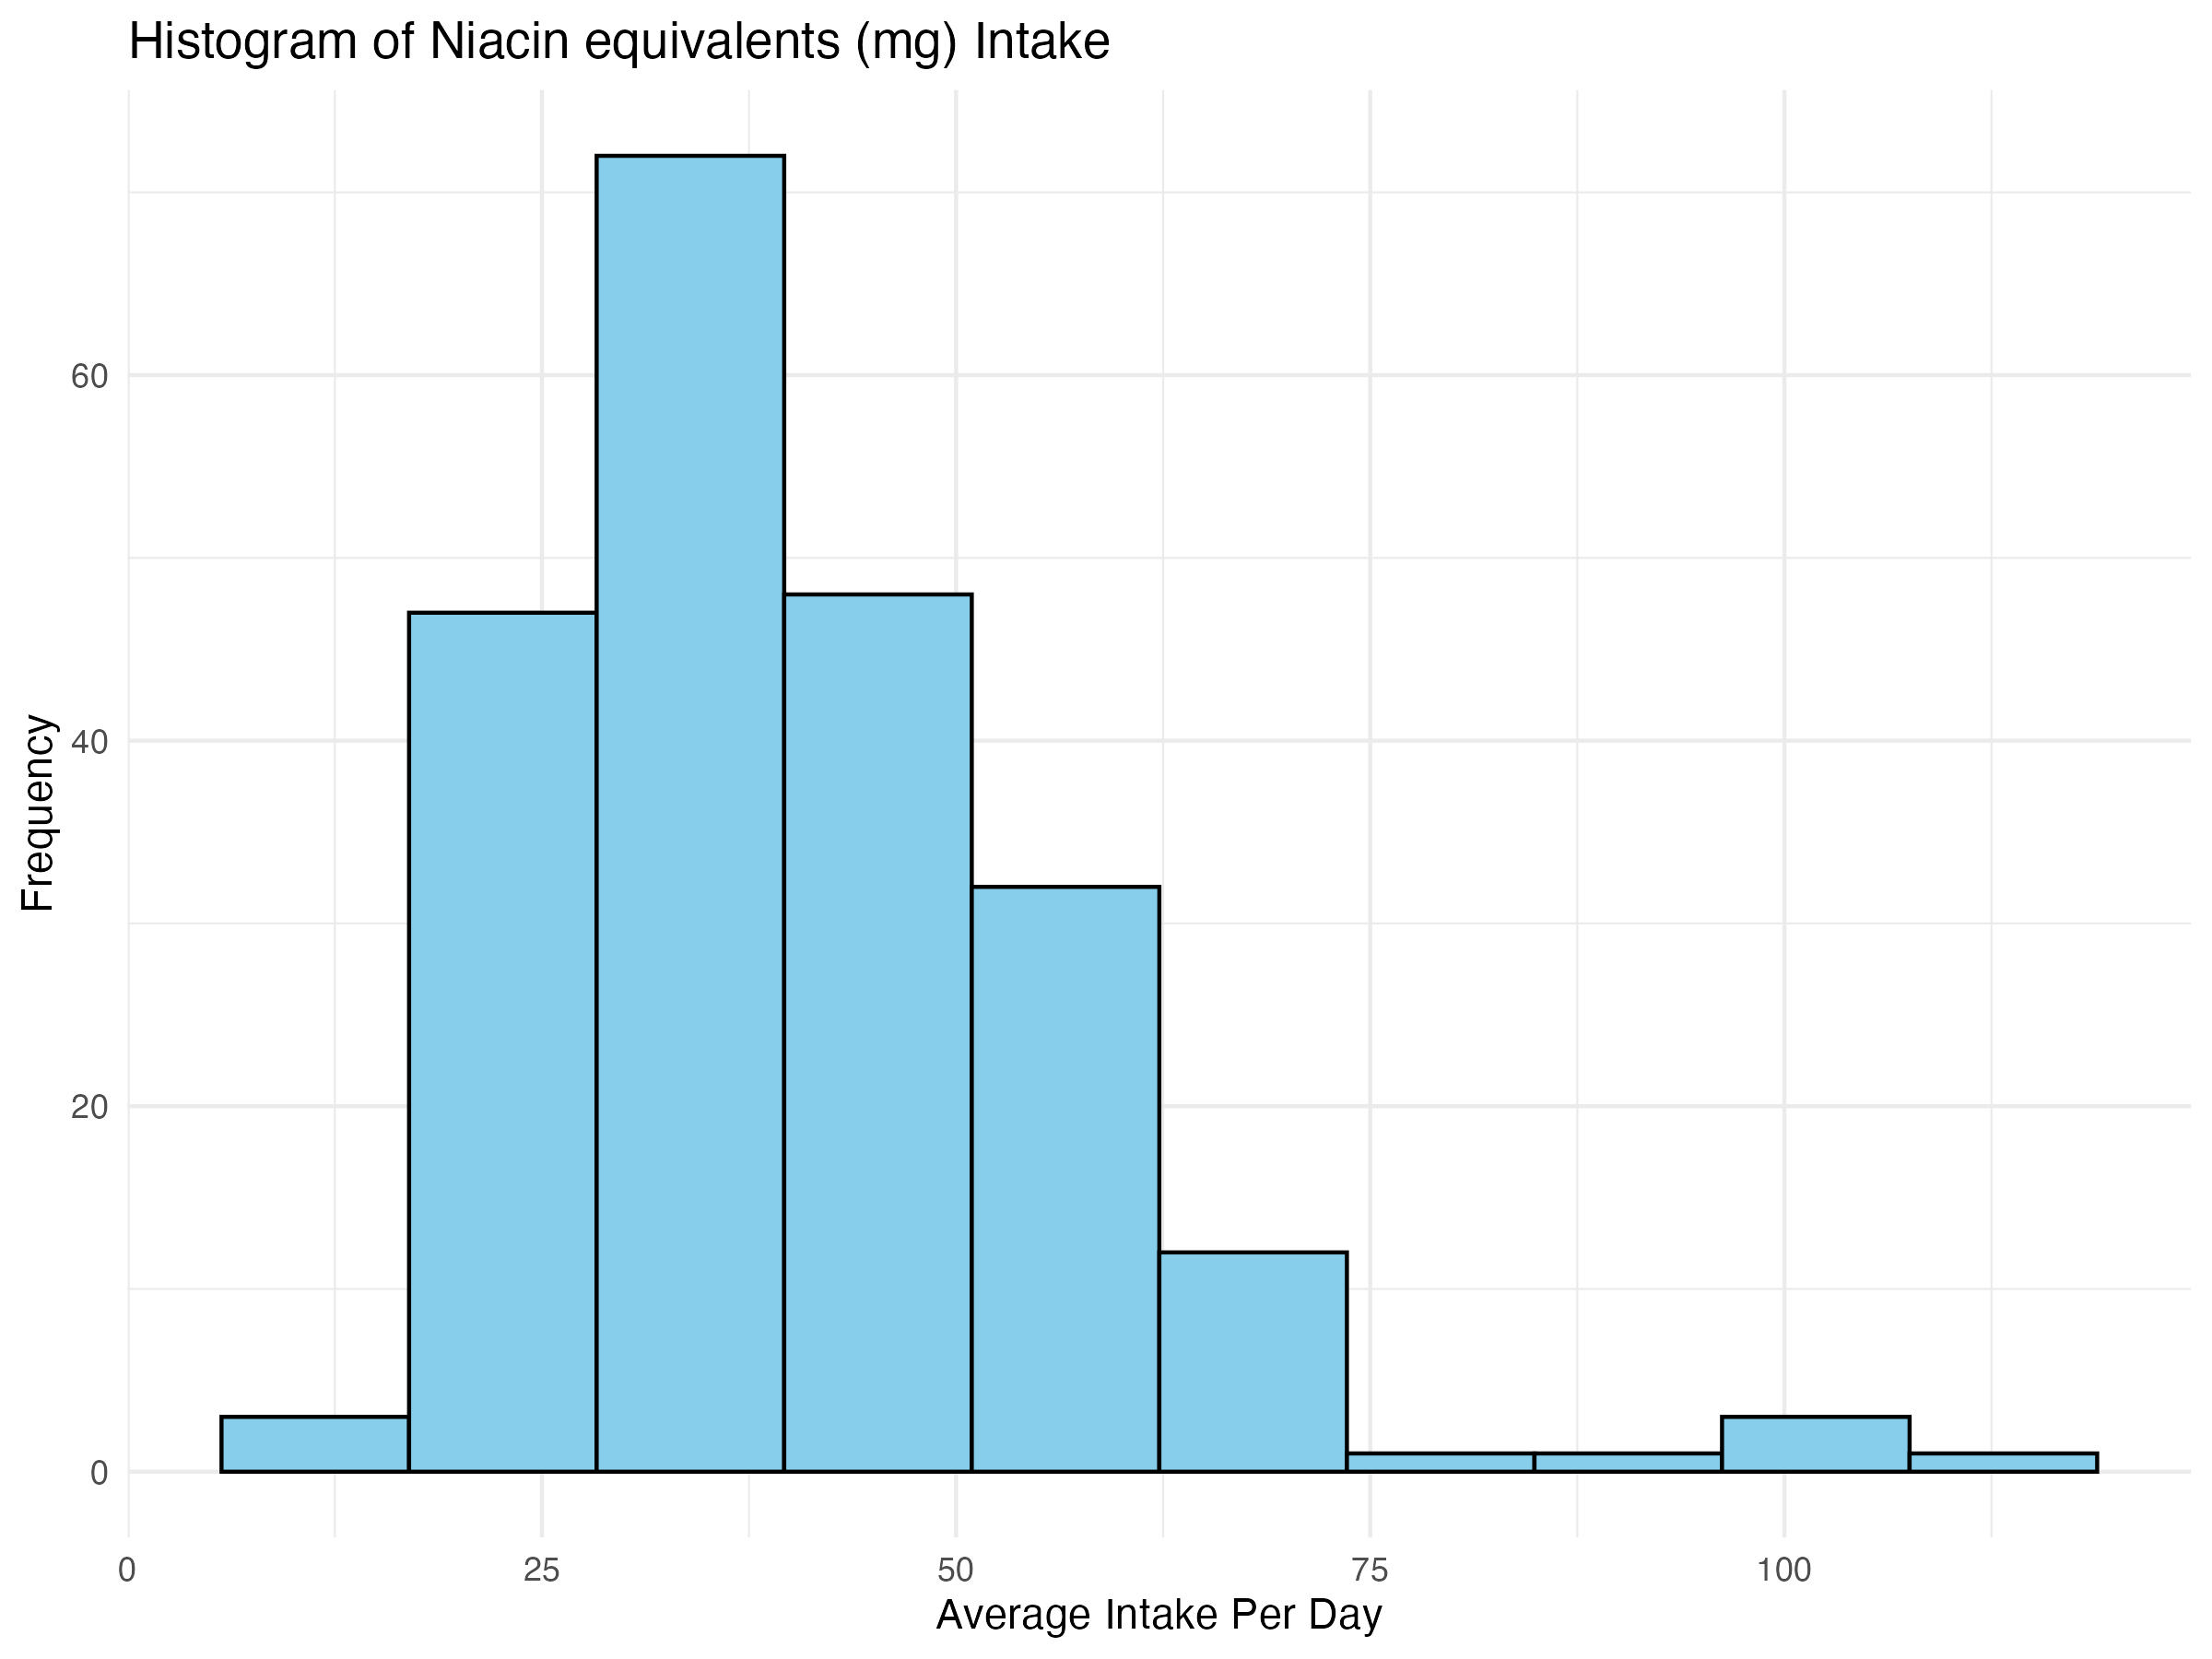 Histogram of Niacin equivalents (mg) Intake
Frequency
60
40
20
0
0 25 50 75 100
Average Intake Per Day